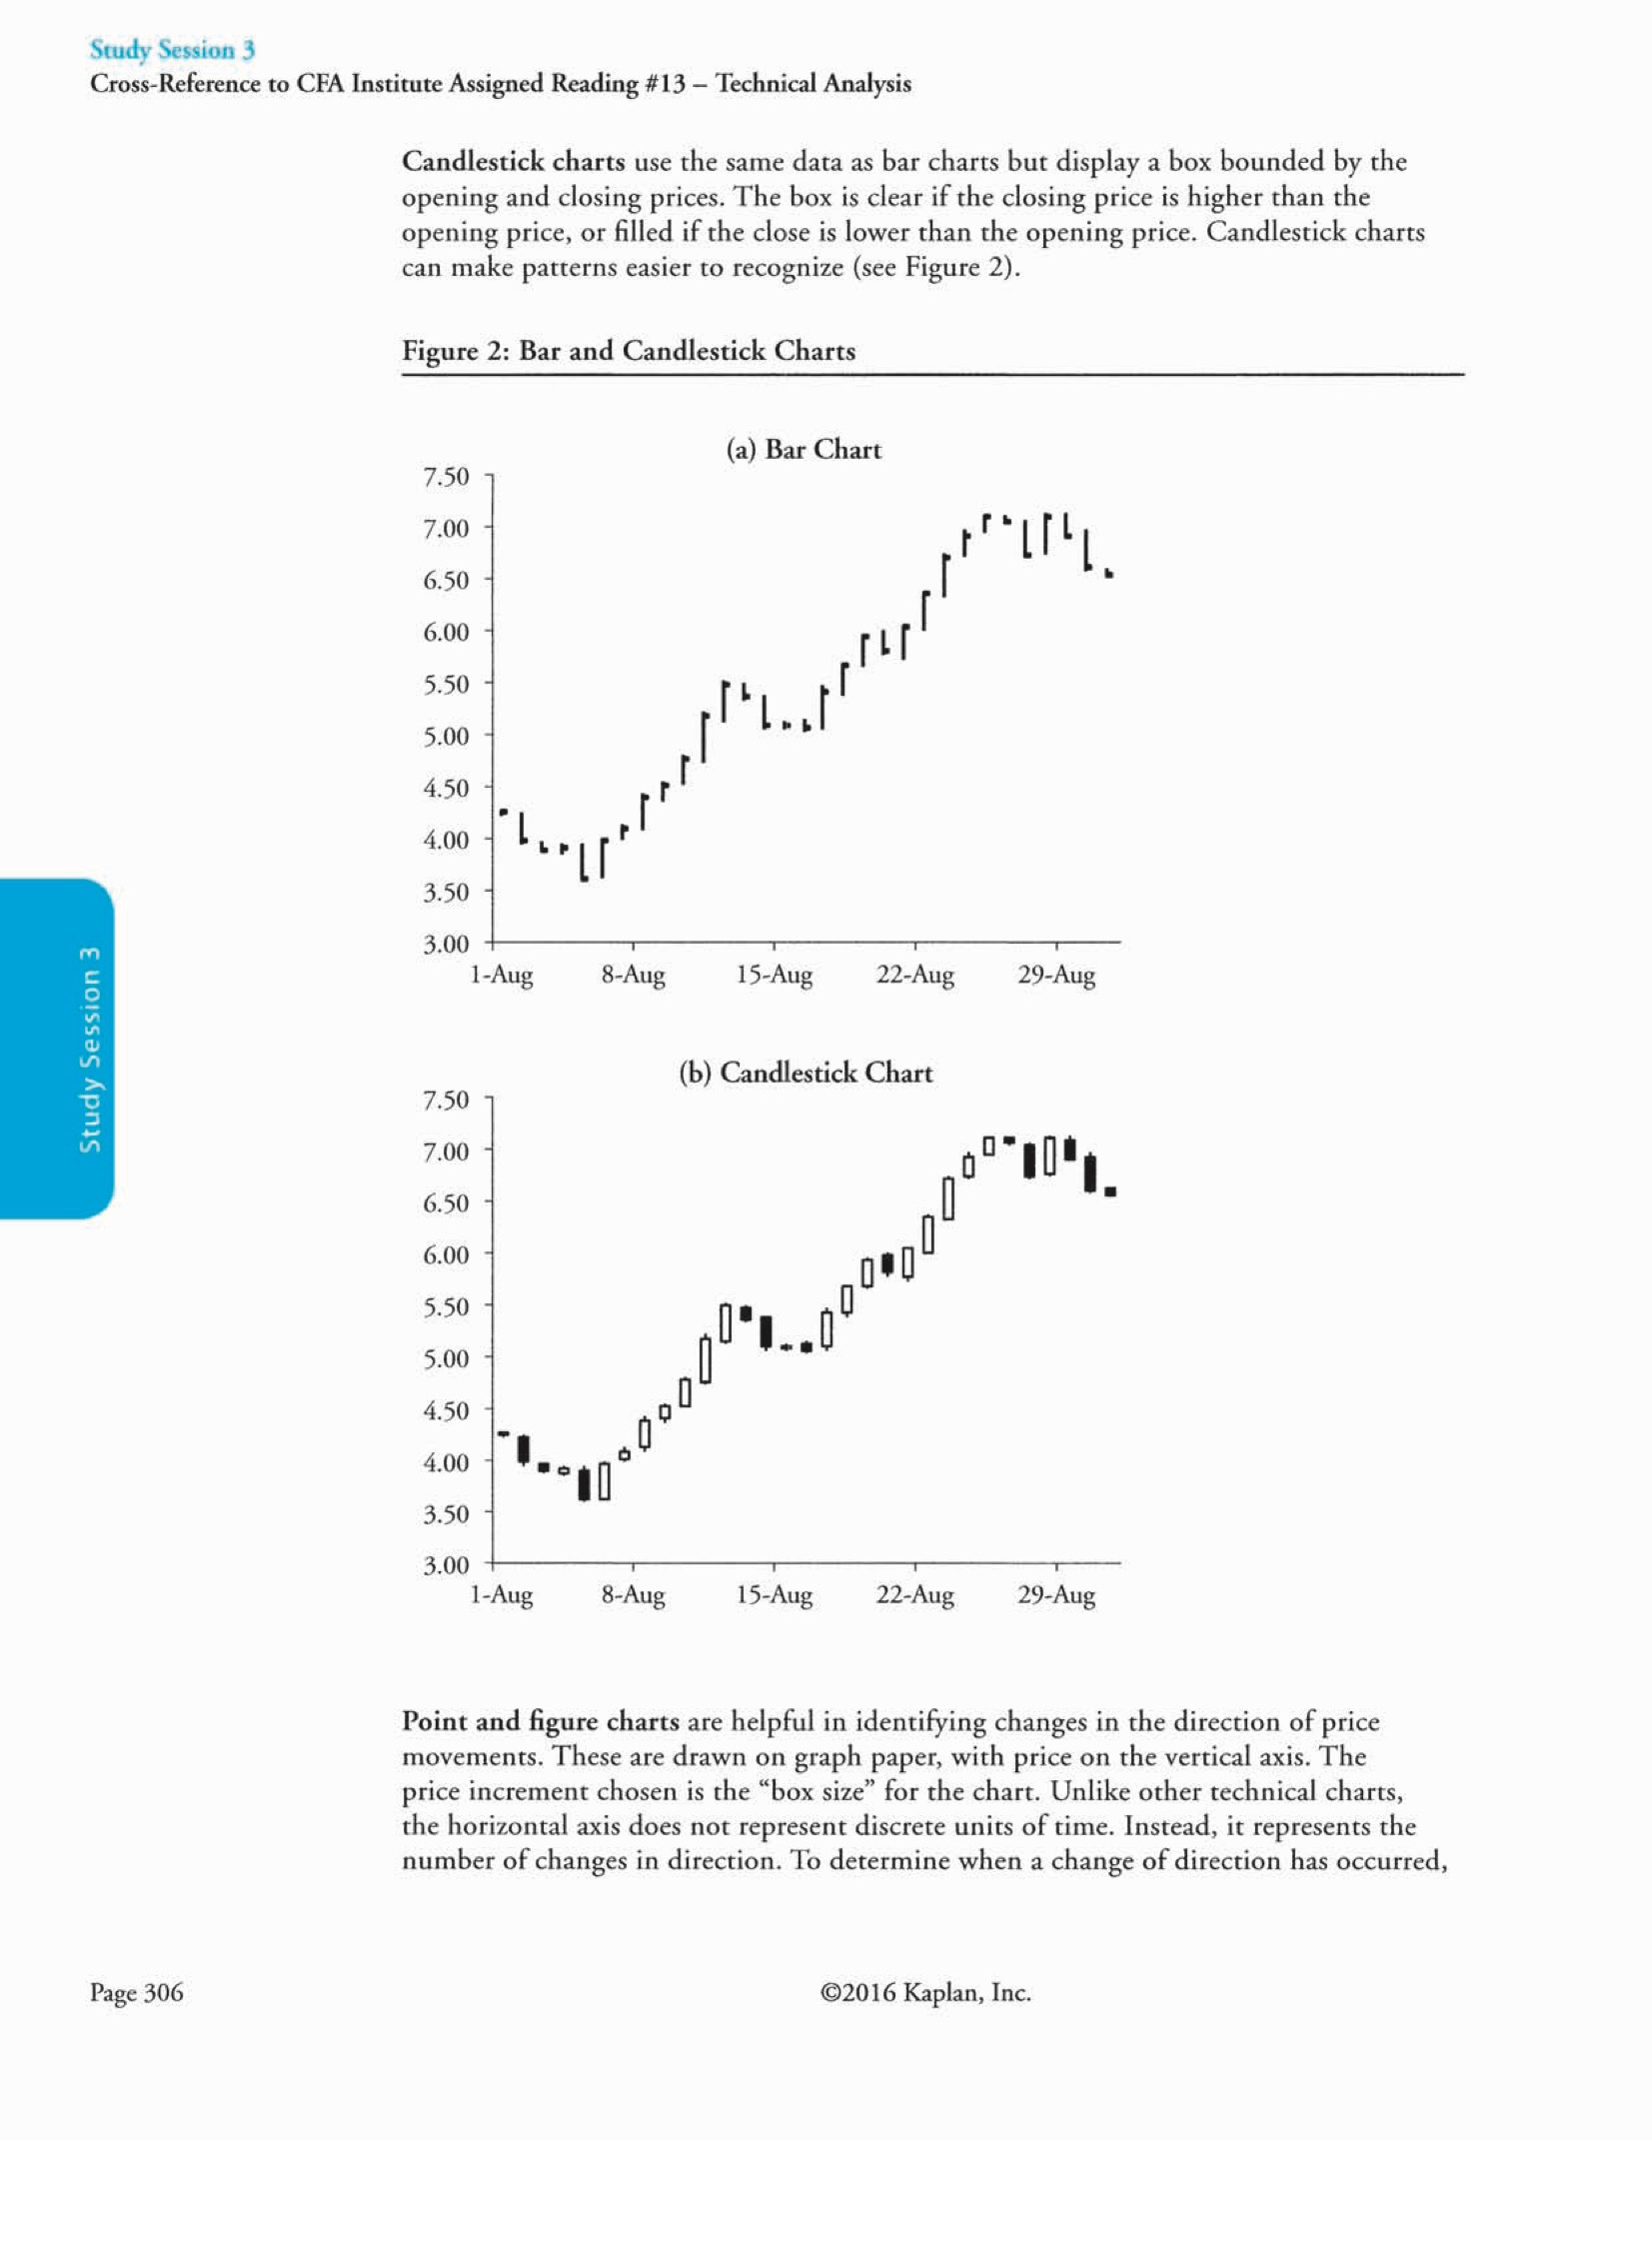 Study Session 3
Cross-Reference to CFA Institute Assigned Reading #13 – Technical Analysis
Candlestick charts use the same data as bar charts but display a box bounded by the
opening and closing prices. The box is clear if the closing price is higher than the
opening price, or filled if the close is lower than the opening price. Candlestick charts
can make patterns easier to recognize (see Figure 2).
Figure 2: Bar and Candlestick Charts
(a) Bar Chart
7.50
7.00
6.50
6.00
5.50
5.00
4.50
4.00
3.50
3.00
1-Aug 8-Aug 15-Aug 22-Aug 29-Aug
Study Session 3
(b) Candlestick Chart
7.50
7.00
6.50
6.00
5.50
5.00
4.50
4.00
3.50
3.00
1-Aug 8-Aug 15-Aug 22-Aug 29-Aug
Point and figure charts are helpful in identifying changes in the direction of price
movements. These are drawn on graph paper, with price on the vertical axis. The
price increment chosen is the “box size” for the chart. Unlike other technical charts,
the horizontal axis does not represent discrete units of time. Instead, it represents the
number of changes in direction. To determine when a change of direction has occurred,
Page 306
©2016 Kaplan, Inc.